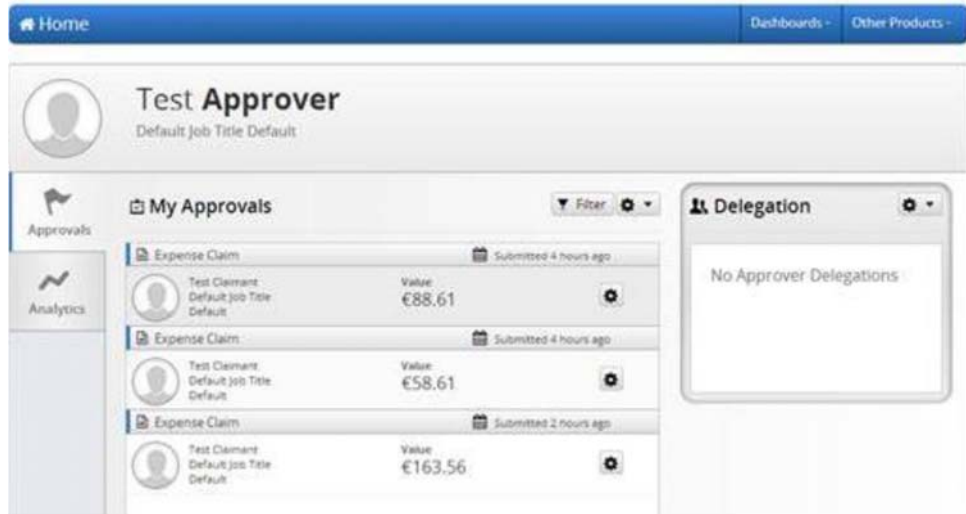 Home
Dashboards
Other Products
Test Approver
Default Job Title Default
Approvals
Analytics
My Approvals
Filter
Expense Claim
Submitted 4 hours ago
Test Claimant
Default Job Title
Default
Value
€88.61
Expense Claim
Submitted 4 hours ago
Test Claimant
Default Job Title
Default
Value
€58.61
Expense Claim
Submitted 2 hours ago
Test Claimant
Default Job Title
Default
Value
€163.56
Delegation
No Approver Delegations